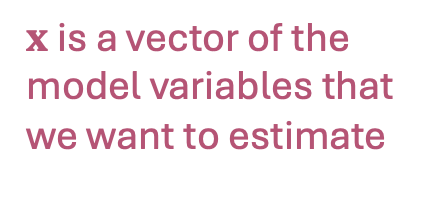 x is a vector of the
model variables that
we want to estimate